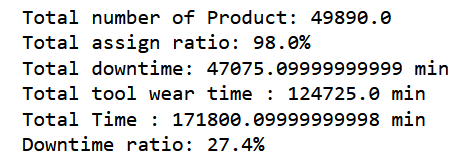 Total number of Product: 49890.0
Total assign ratio: 98.0%
Total downtime: 47075.09999999999 min
Total tool wear time : 124725.0 min
Total Time : 171800.09999999998 min
Downtime ratio: 27.4%